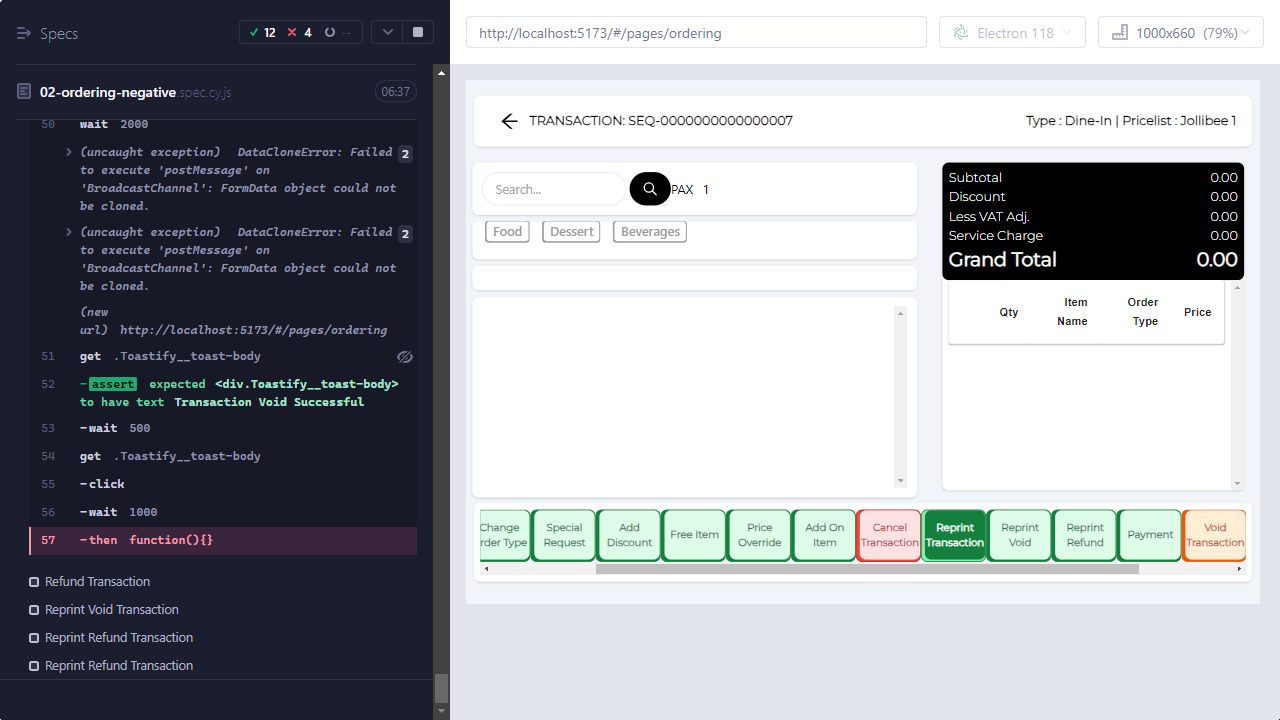 Specs
12 4 --
02-ordering-negative.spec.cy.js 06:37
50 wait 2000
(uncaught exception) DataCloneError: Failed 2
to execute 'postMessage' on
'BroadcastChannel': FormData object could not
be cloned.
(uncaught exception) DataCloneError: Failed 2
to execute 'postMessage' on
'BroadcastChannel': FormData object could not
be cloned.
(new
url) http://localhost:5173/#/pages/ordering
51 get .Toastify__toast-body
52 -assert expected <div.Toastify__toast-body>
to have text Transaction Void Successful
53 -wait 500
54 get .Toastify__toast-body
55 -click
56 -wait 1000
57 -then function(){}
Refund Transaction
Reprint Void Transaction
Reprint Refund Transaction
Reprint Refund Transaction
http://localhost:5173/#/pages/ordering
Electron 118
1000x660 (79%)
TRANSACTION: SEQ-0000000000000007
Type : Dine-In | Pricelist : Jollibee 1
Search...
PAX 1
Food Dessert Beverages
Subtotal 0.00
Discount 0.00
Less VAT Adj. 0.00
Service Charge 0.00
Grand Total 0.00
Qty
Item
Name
Order
Type
Price
Change
rder Type
Special
Request
Add
Discount
Free Item
Price
Override
Add On
Item
Cancel
Transaction
Reprint
Transaction
Reprint
Void
Reprint
Refund
Payment
Void
Transaction